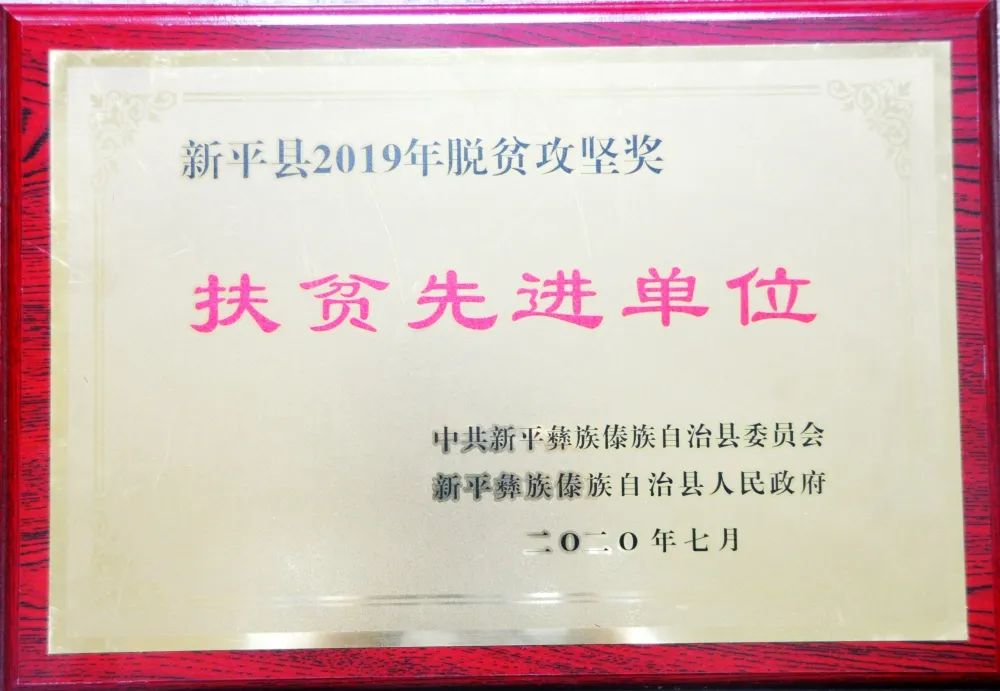 新平县2019年脱贫攻坚奖
扶贫先进单位
中共新平彝族傣族自治县委员会
新平彝族傣族自治县人民政府
二〇二〇年七月